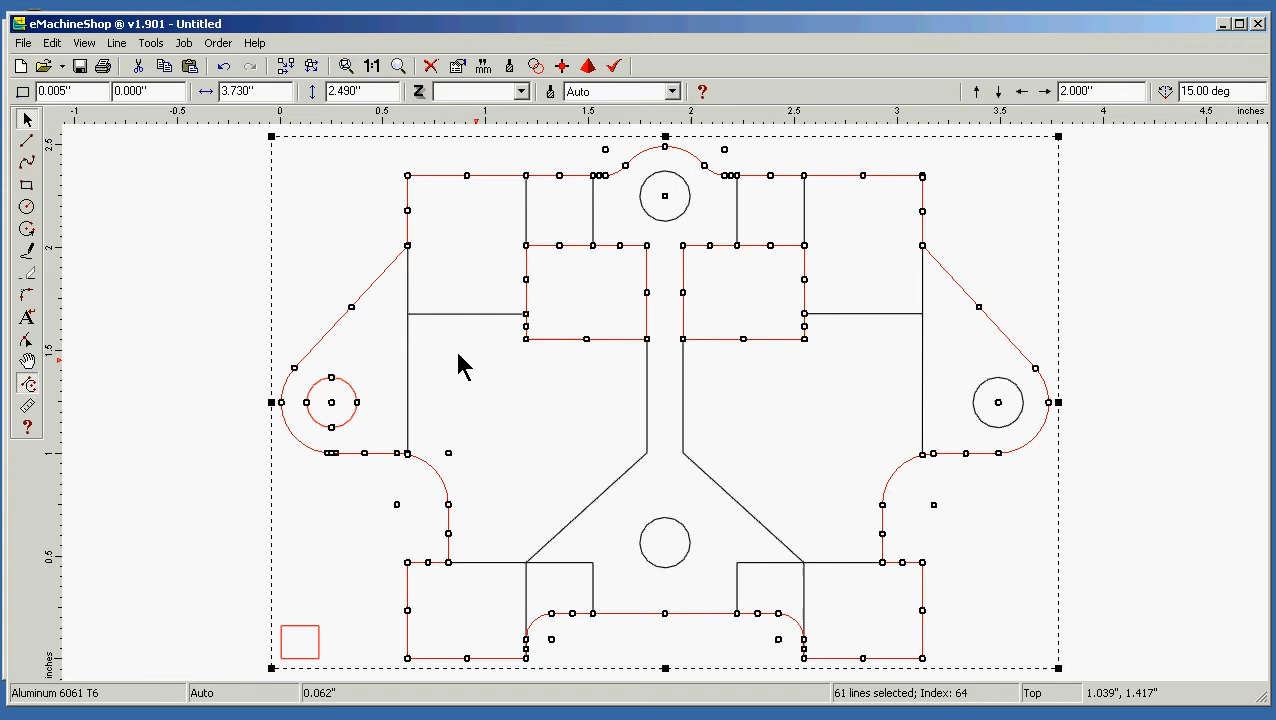 eMachineShop ® v1.901 - Untitled
File Edit View Line Tools Job Order Help
1:1 mm
0.005" 0.000" 3.730" 2.490" Auto 2.000" 15.00 deg
-1 -0.5 0 0.5 1 1.5 2 2.5 3 3.5 4 4.5 inches
2.5
2
1.5
1
0.5
inches
Aluminum 6061 T6 Auto 0.062" 61 lines selected; Index: 64 Top 1.039", 1.417"